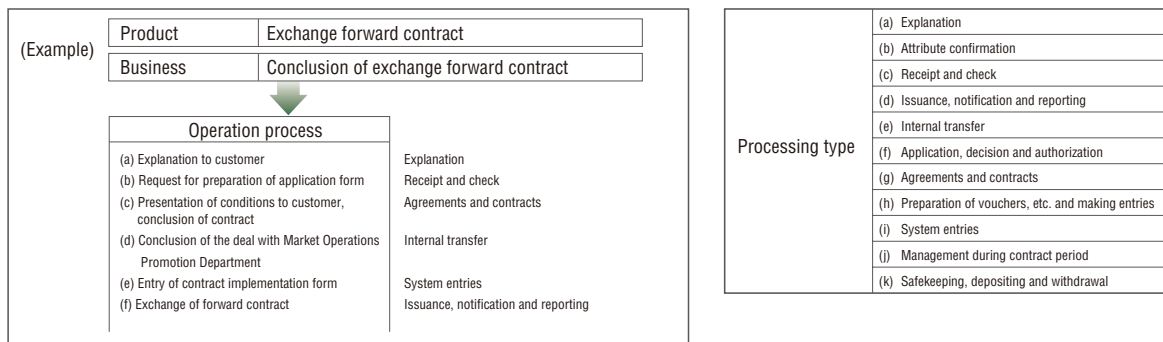 (Example)
Product Exchange forward contract
Business Conclusion of exchange forward contract
Operation process
(a) Explanation to customer Explanation
(b) Request for preparation of application form Receipt and check
(c) Presentation of conditions to customer, Agreements and contracts
conclusion of contract
(d) Conclusion of the deal with Market Operations Internal transfer
Promotion Department
(e) Entry of contract implementation form System entries
(f) Exchange of forward contract Issuance, notification and reporting
Processing type
(a) Explanation
(b) Attribute confirmation
(c) Receipt and check
(d) Issuance, notification and reporting
(e) Internal transfer
(f) Application, decision and authorization
(g) Agreements and contracts
(h) Preparation of vouchers, etc. and making entries
(i) System entries
(j) Management during contract period
(k) Safekeeping, depositing and withdrawal